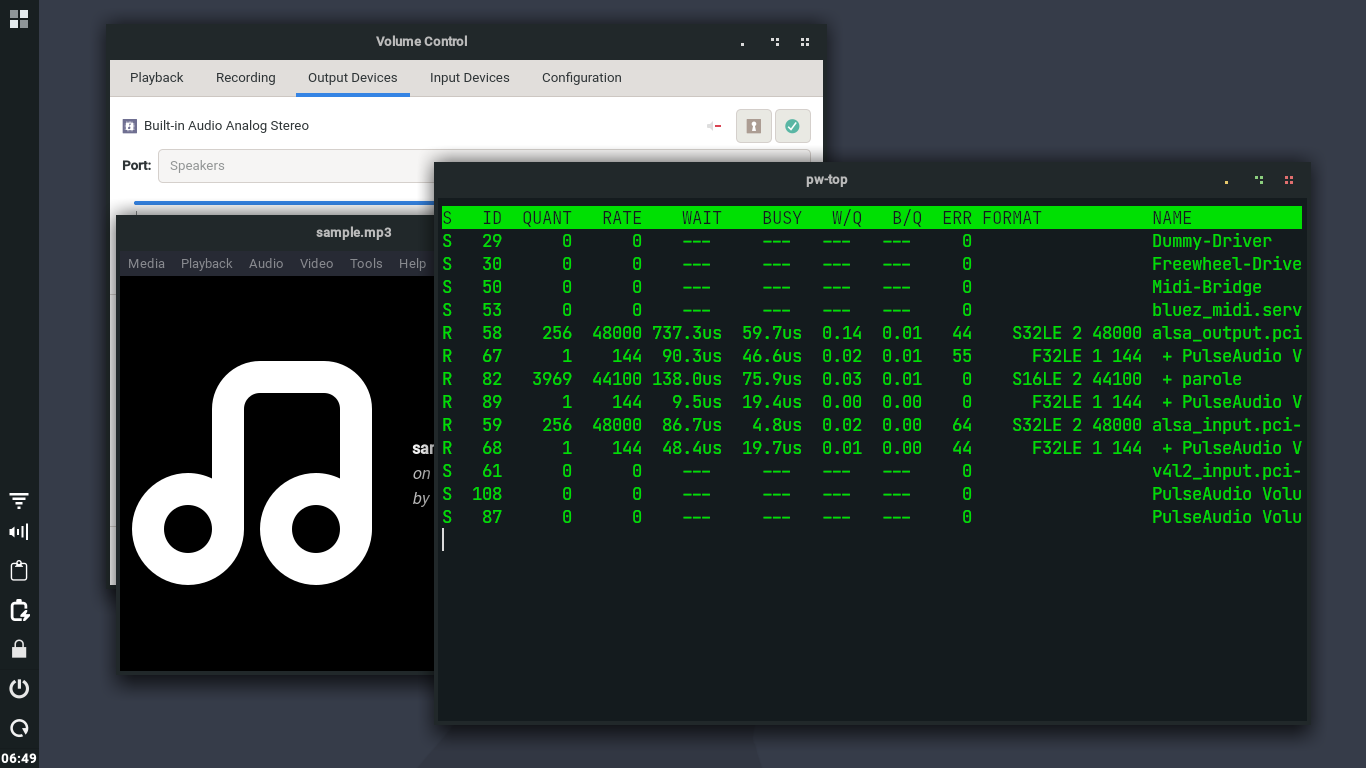 Volume Control
Playback Recording Output Devices Input Devices Configuration
Built-in Audio Analog Stereo
Port: Speakers
sample.mp3
Media Playback Audio Video Tools Help
sam
on
by
pw-top
S ID QUANT RATE WAIT BUSY W/Q B/Q ERR FORMAT NAME
S 29 0 0 --- --- --- --- 0 Dummy-Driver
S 30 0 0 --- --- --- --- 0 Freewheel-Drive
S 50 0 0 --- --- --- --- 0 Midi-Bridge
S 53 0 0 --- --- --- --- 0 bluez_midi.serv
R 58 256 48000 737.3us 59.7us 0.14 0.01 44 S32LE 2 48000 alsa_output.pci
R 67 1 144 90.3us 46.6us 0.02 0.01 55 F32LE 1 144 + PulseAudio V
R 82 3969 44100 138.0us 75.9us 0.03 0.01 0 S16LE 2 44100 + parole
R 89 1 144 9.5us 19.4us 0.00 0.00 0 F32LE 1 144 + PulseAudio V
R 59 256 48000 86.7us 4.8us 0.02 0.00 64 S32LE 2 48000 alsa_input.pci-
R 68 1 144 48.4us 19.7us 0.01 0.00 44 F32LE 1 144 + PulseAudio V
S 61 0 0 --- --- --- --- 0 v4l2_input.pci-
S 108 0 0 --- --- --- --- 0 PulseAudio Volu
S 87 0 0 --- --- --- --- 0 PulseAudio Volu
06:49